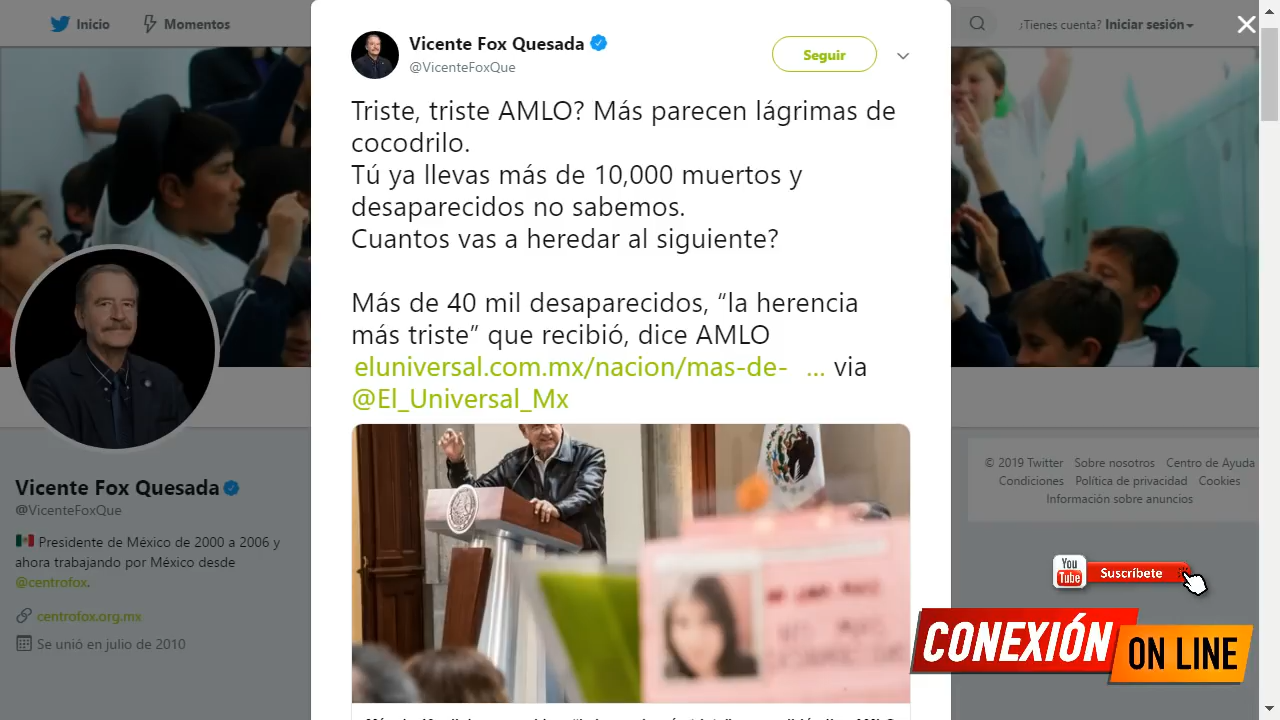 Inicio
Momentos
¿Tienes cuenta? Iniciar sesión
Vicente Fox Quesada
@VicenteFoxQue
Seguir
Triste, triste AMLO? Más parecen lágrimas de
cocodrilo.
Tú ya llevas más de 10,000 muertos y
desaparecidos no sabemos.
Cuantos vas a heredar al siguiente?
Más de 40 mil desaparecidos, “la herencia
más triste” que recibió, dice AMLO
eluniversal.com.mx/nacion/mas-de- … via
@El_Universal_Mx
Vicente Fox Quesada
@VicenteFoxQue
Presidente de México de 2000 a 2006 y
ahora trabajando por México desde
@centrofox.
centrofox.org.mx
Se unió en julio de 2010
© 2019 Twitter Sobre nosotros Centro de Ayuda
Condiciones Política de privacidad Cookies
Información sobre anuncios
You
Tube
Suscríbete
CONEXIÓN
ON LINE